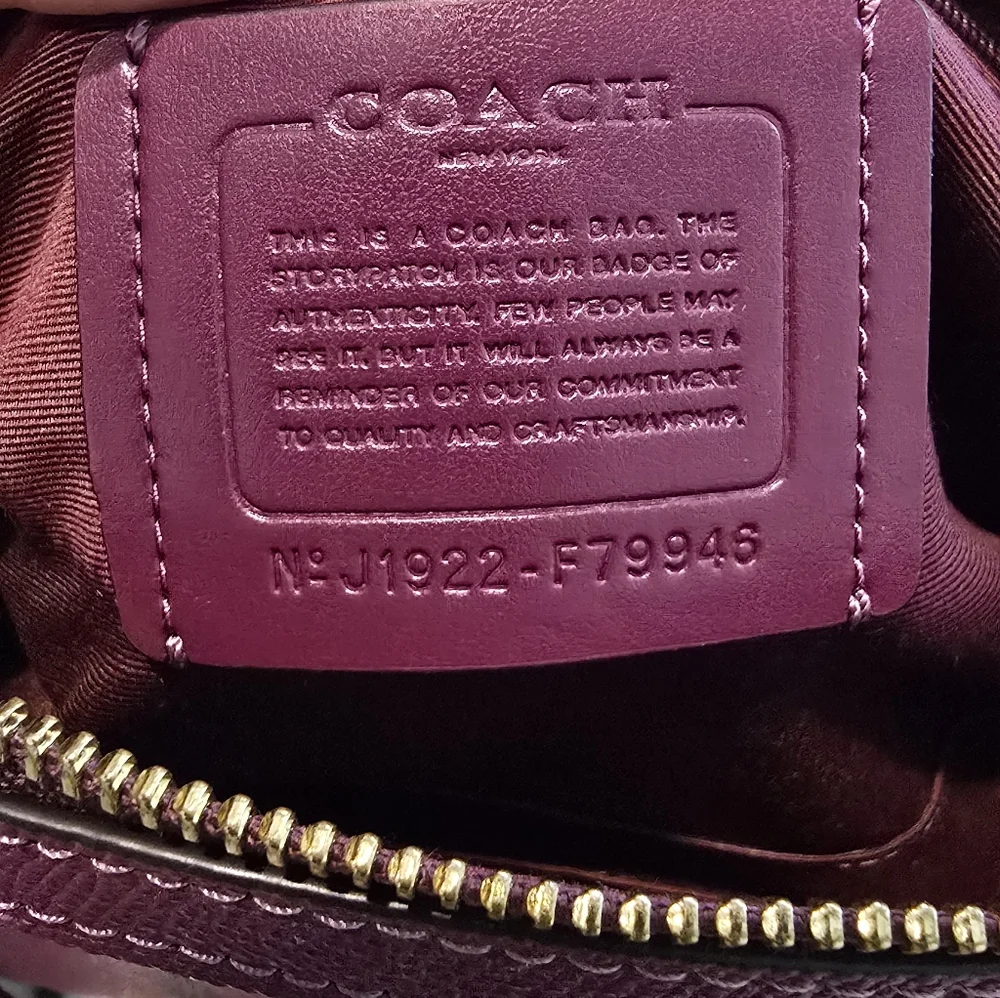 COACH
NEW YORK
THIS IS A COACH BAG. THE
STORYPATCH IS OUR BADGE OF
AUTHENTICITY. FEW PEOPLE MAY
SEE IT. BUT IT WILL ALWAYS BE A
REMINDER OF OUR COMMITMENT
TO QUALITY AND CRAFTSMANSHIP.
Nº J1922-F79946